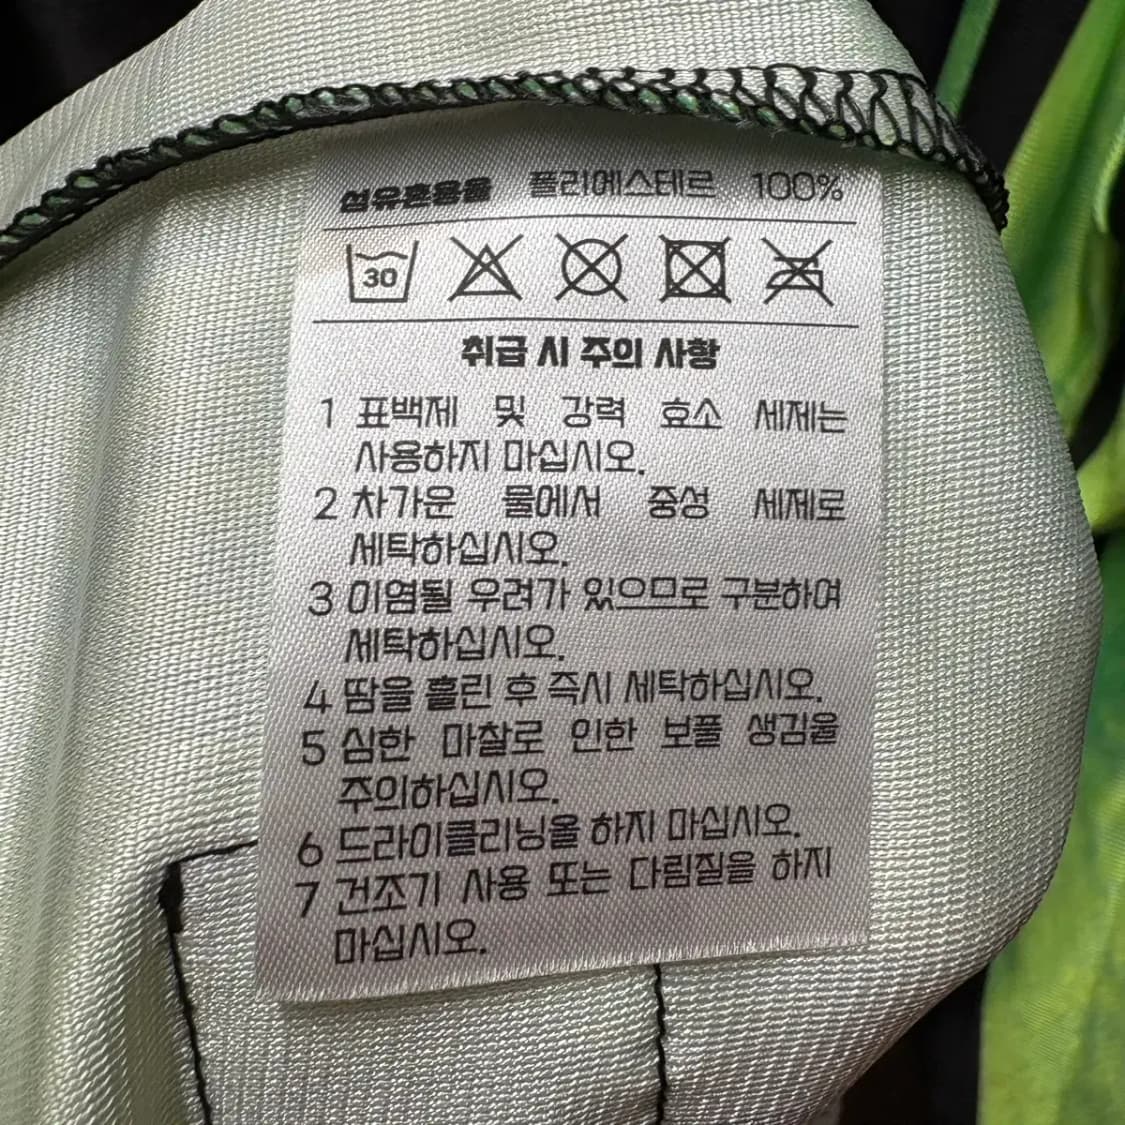 섬유혼용율 폴리에스테르 100%
30
취급 시 주의 사항
1 표백제 및 강력 효소 세제는
사용하지 마십시오.
2 차가운 물에서 중성 세제로
세탁하십시오.
3 이염될 우려가 있으므로 구분하여
세탁하십시오.
4 땀을 흘린 후 즉시 세탁하십시오.
5 심한 마찰로 인한 보풀 생김을
주의하십시오.
6 드라이클리닝을 하지 마십시오.
7 건조기 사용 또는 다림질을 하지
마십시오.